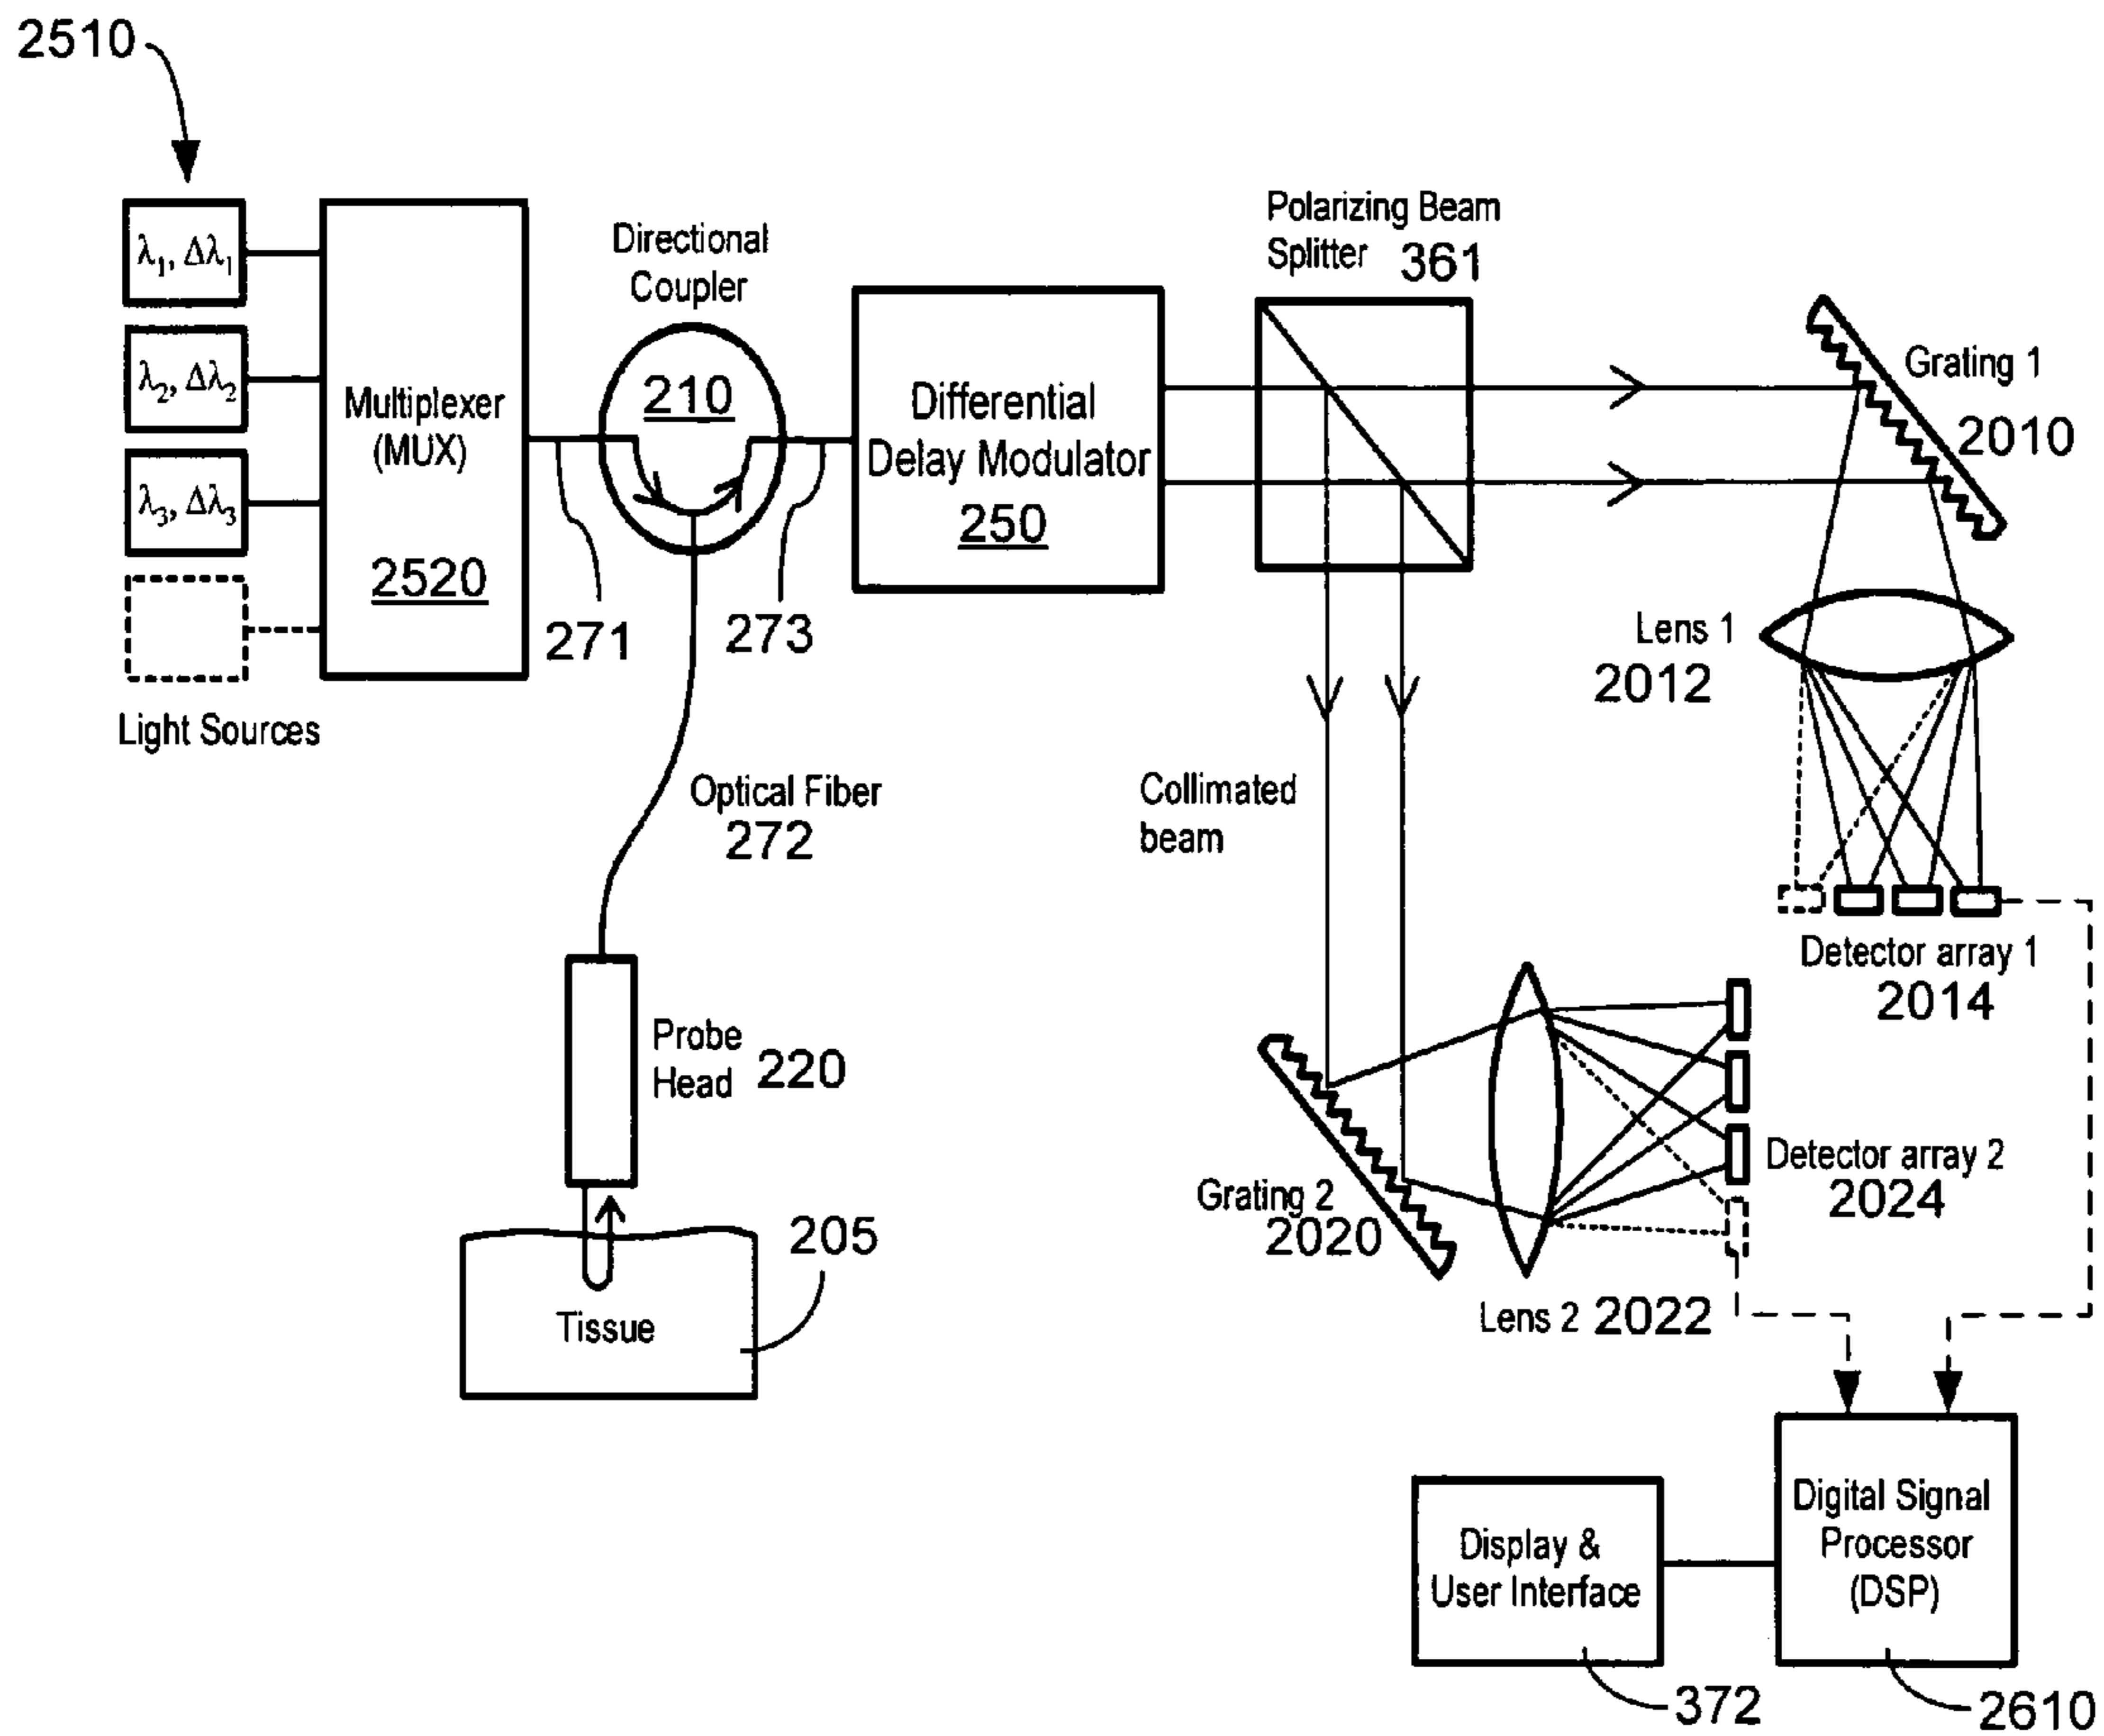 2510
λ1, Δλ1
λ2, Δλ2
λ3, Δλ3
Light Sources
Multiplexer
(MUX)
2520
271
Directional
Coupler
210
273
Optical Fiber
272
Probe
Head 220
Tissue
205
Differential
Delay Modulator
250
Polarizing Beam
Splitter 361
Grating 1
2010
Lens 1
2012
Detector array 1
2014
Collimated
beam
Grating 2
2020
Lens 2 2022
Detector array 2
2024
Digital Signal
Processor
(DSP)
2610
Display &
User Interface
372